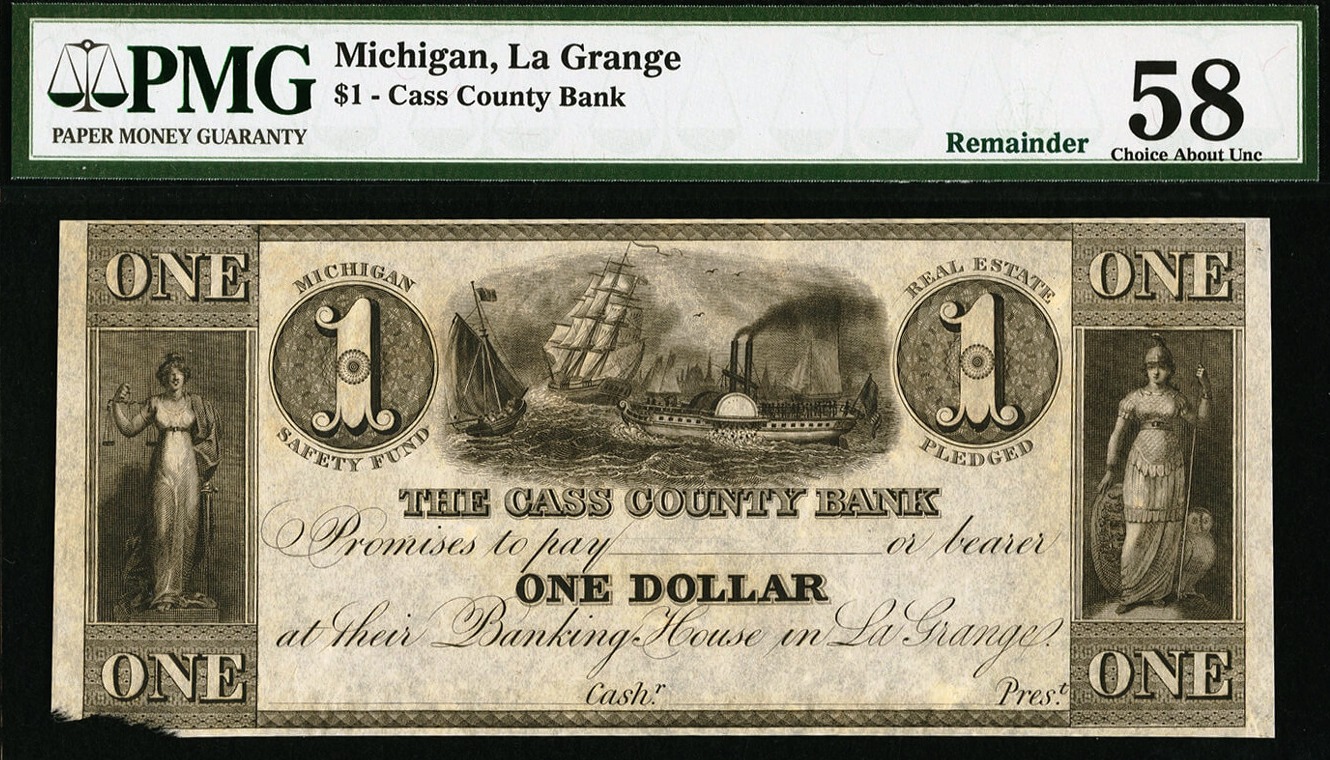 PMG
PAPER MONEY GUARANTY
Michigan, La Grange
$1 - Cass County Bank
Remainder
58
Choice About Unc
ONE
MICHIGAN
1
SAFETY FUND
REAL ESTATE
1
PLEDGED
ONE
THE CASS COUNTY BANK
Promises to pay or bearer
ONE DOLLAR
at their Banking House in La Grange.
ONE
Cashr. Prest.
ONE